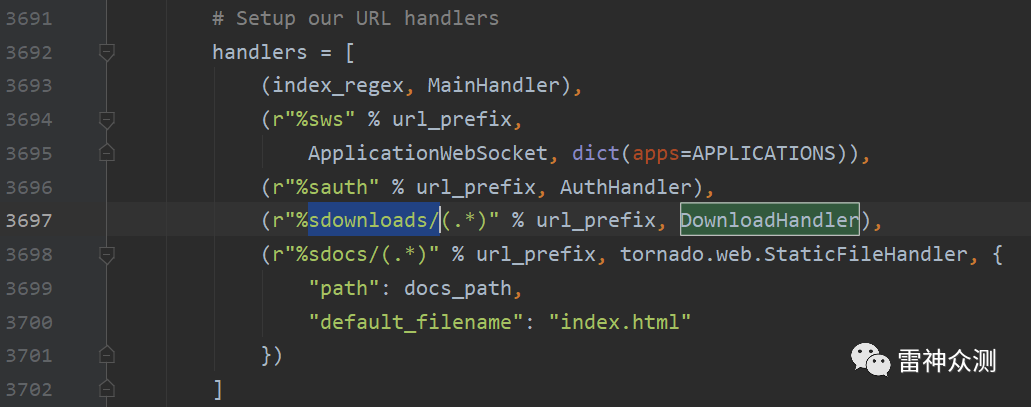 3691 # Setup our URL handlers
3692 handlers = [
3693 (index_regex, MainHandler),
3694 (r"%sws" % url_prefix,
3695 ApplicationWebSocket, dict(apps=APPLICATIONS)),
3696 (r"%sauth" % url_prefix, AuthHandler),
3697 (r"%sdownloads/(.*)" % url_prefix, DownloadHandler),
3698 (r"%sdocs/(.*)" % url_prefix, tornado.web.StaticFileHandler, {
3699 "path": docs_path,
3700 "default_filename": "index.html"
3701 })
3702 ]
雷神众测